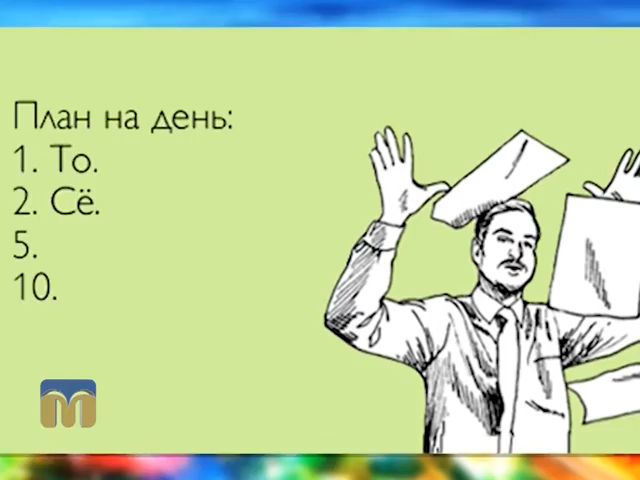 План на день:
1. То.
2. Сё.
5.
10.
m